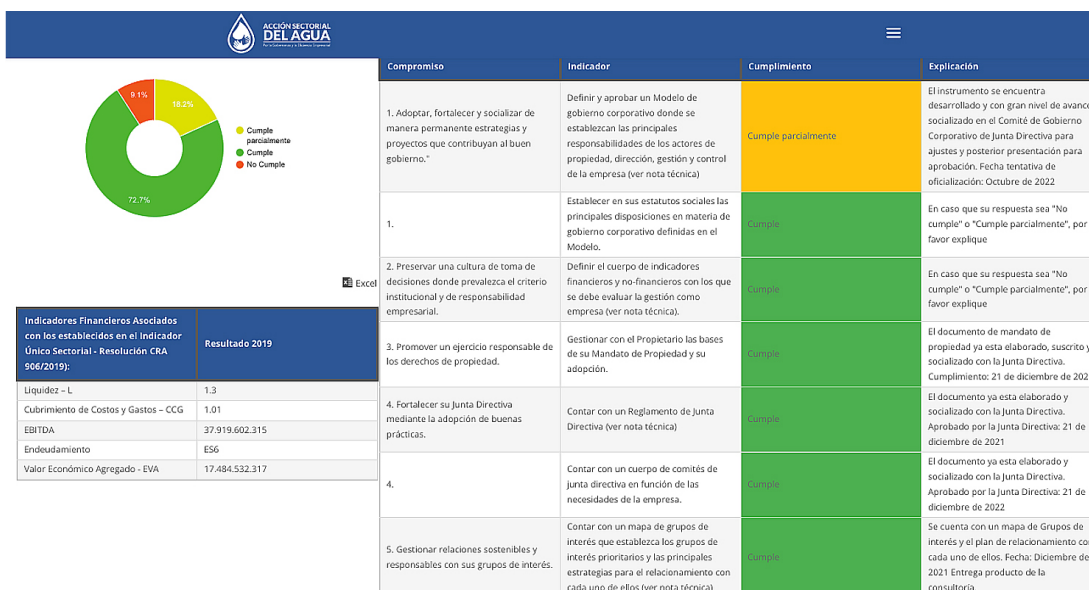 ACCIÓN SECTORIAL
DEL AGUA
9.1%
18.2%
72.7%
Cumple
parcialmente
Cumple
No Cumple
Excel
Indicadores Financieros Asociados
con los establecidos en el Indicador
Único Sectorial - Resolución CRA
906/2019):
Resultado 2019
Liquidez – L
1.3
Cubrimiento de Costos y Gastos – CCG
1.01
EBITDA
37.919.602.315
Endeudamiento
ES6
Valor Económico Agregado - EVA
17.484.532.317
Compromiso
Indicador
Cumplimiento
Explicación
1. Adoptar, fortalecer y socializar de
manera permanente estrategias y
proyectos que contribuyan al buen
gobierno."
Definir y aprobar un Modelo de
gobierno corporativo donde se
establezcan las principales
responsabilidades de los actores de
propiedad, dirección, gestión y control
de la empresa (ver nota técnica)
Cumple parcialmente
El instrumento se encuentra
desarrollado y con gran nivel de avance
socializado en el Comité de Gobierno
Corporativo de Junta Directiva para
ajustes y posterior presentación para
aprobación. Fecha tentativa de
oficialización: Octubre de 2022
1.
Establecer en sus estatutos sociales las
principales disposiciones en materia de
gobierno corporativo definidas en el
Modelo.
Cumple
En caso que su respuesta sea "No
cumple" o "Cumple parcialmente", por
favor explique
2. Preservar una cultura de toma de
decisiones donde prevalezca el criterio
institucional y de responsabilidad
empresarial.
Definir el cuerpo de indicadores
financieros y no-financieros con los que
se debe evaluar la gestión como
empresa (ver nota técnica).
Cumple
En caso que su respuesta sea "No
cumple" o "Cumple parcialmente", por
favor explique
3. Promover un ejercicio responsable de
los derechos de propiedad.
Gestionar con el Propietario las bases
de su Mandato de Propiedad y su
adopción.
Cumple
El documento de mandato de
propiedad ya esta elaborado, suscrito y
socializado con la Junta Directiva.
Cumplimiento: 21 de diciembre de 202
4. Fortalecer su Junta Directiva
mediante la adopción de buenas
prácticas.
Contar con un Reglamento de Junta
Directiva (ver nota técnica)
Cumple
El documento ya esta elaborado y
socializado con la Junta Directiva.
Aprobado por la Junta Directiva: 21 de
diciembre de 2021
4.
Contar con un cuerpo de comités de
junta directiva en función de las
necesidades de la empresa.
Cumple
El documento ya esta elaborado y
socializado con la Junta Directiva.
Aprobado por la Junta Directiva: 21 de
diciembre de 2022
5. Gestionar relaciones sostenibles y
responsables con sus grupos de interés.
Contar con un mapa de grupos de
interés que establezca los grupos de
interés prioritarios y las principales
estrategias para el relacionamiento con
cada uno de ellos (ver nota técnica)
Cumple
Se cuenta con un mapa de Grupos de
interés y el plan de relacionamiento co
cada uno de ellos. Fecha: Diciembre de
2021 Entrega producto de la
consultoría